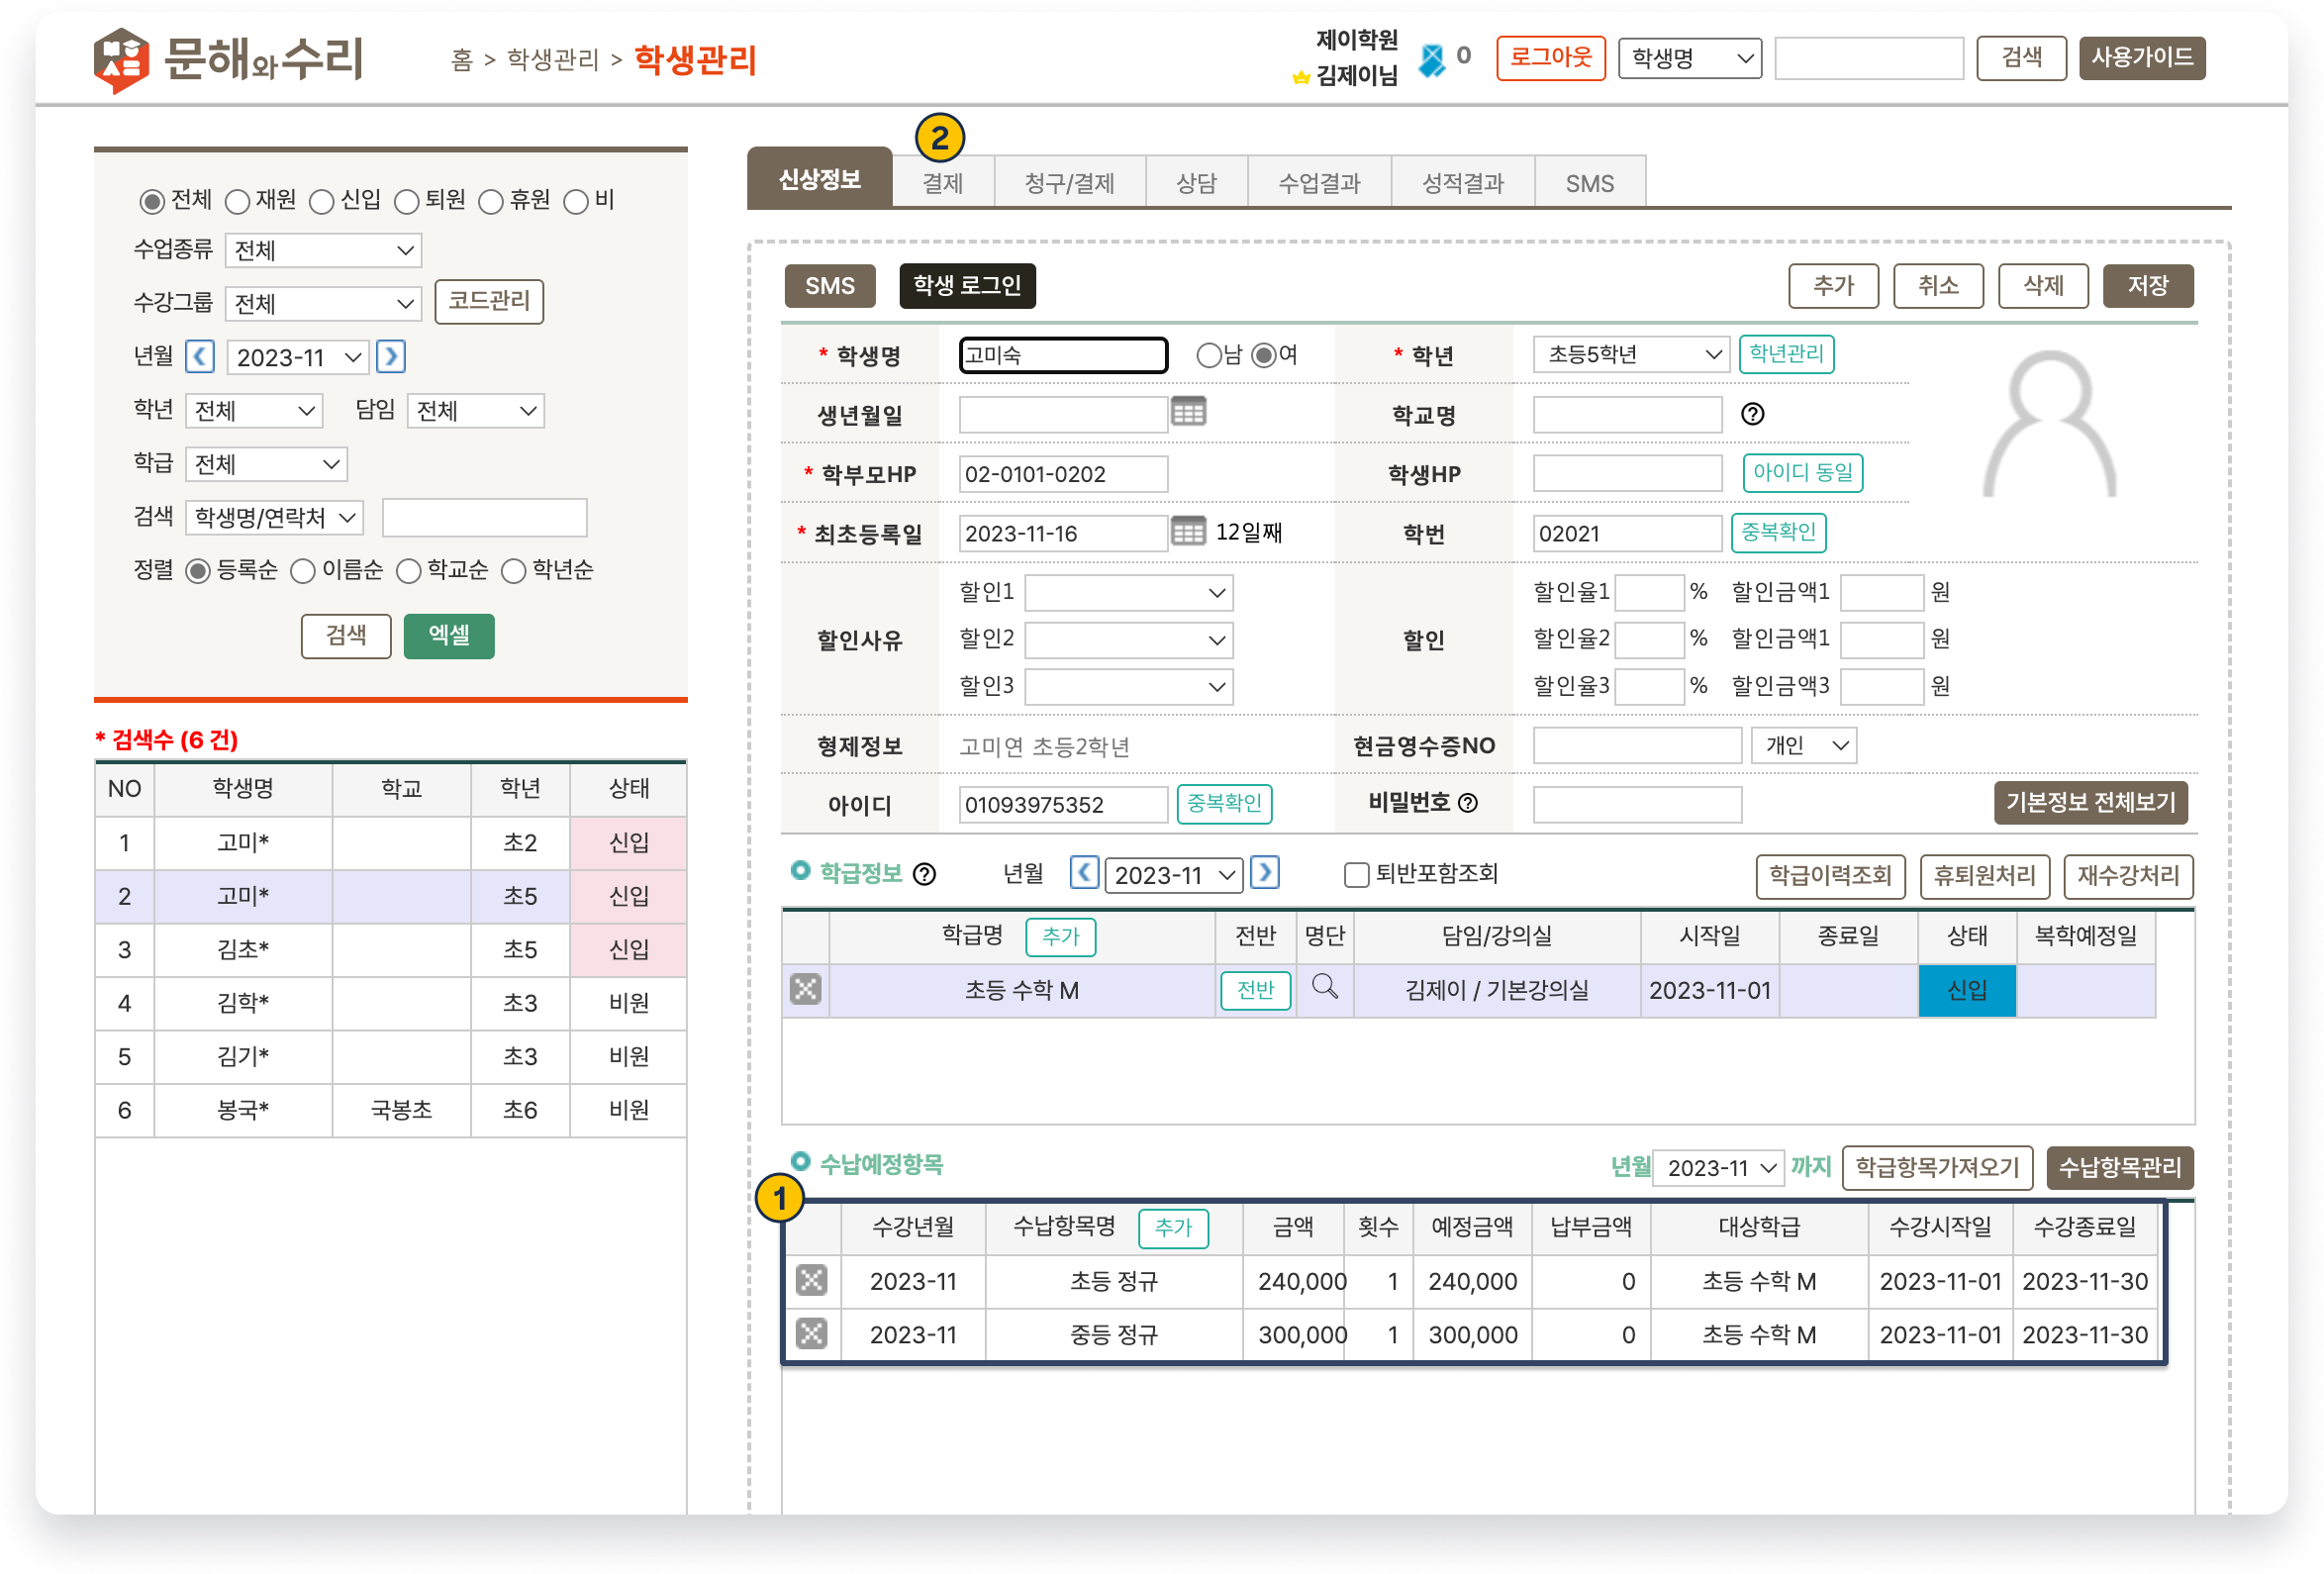 문해와수리
홈 > 학생관리 > 학생관리
제이학원
김제이님
0
로그아웃
학생명
검색
사용가이드
전체 재원 신입 퇴원 휴원 비
수업종류 전체
수강그룹 전체 코드관리
년월 2023-11
학년 전체 담임 전체
학급 전체
검색 학생명/연락처
정렬 등록순 이름순 학교순 학년순
검색 엑셀
* 검색수 (6 건)
NO 학생명 학교 학년 상태
1 고미* 초2 신입
2 고미* 초5 신입
3 김초* 초5 신입
4 김학* 초3 비원
5 김기* 초3 비원
6 봉국* 국봉초 초6 비원
2
신상정보 결제 청구/결제 상담 수업결과 성적결과 SMS
SMS 학생 로그인 추가 취소 삭제 저장
* 학생명 고미숙 남 여 * 학년 초등5학년 학년관리
생년월일 학교명 ?
* 학부모HP 02-0101-0202 학생HP 아이디 동일
* 최초등록일 2023-11-16 12일째 학번 02021 중복확인
할인1 할인율1 % 할인금액1 원
할인사유 할인2 할인 할인율2 % 할인금액1 원
할인3 할인율3 % 할인금액3 원
형제정보 고미연 초등2학년 현금영수증NO 개인
아이디 01093975352 중복확인 비밀번호 ? 기본정보 전체보기
학급정보 ? 년월 2023-11 퇴반포함조회 학급이력조회 휴퇴원처리 재수강처리
학급명 추가 전반 명단 담임/강의실 시작일 종료일 상태 복학예정일
초등 수학 M 전반 김제이 / 기본강의실 2023-11-01 신입
수납예정항목 년월 2023-11 까지 학급항목가져오기 수납항목관리
1
수강년월 수납항목명 추가 금액 횟수 예정금액 납부금액 대상학급 수강시작일 수강종료일
2023-11 초등 정규 240,000 1 240,000 0 초등 수학 M 2023-11-01 2023-11-30
2023-11 중등 정규 300,000 1 300,000 0 초등 수학 M 2023-11-01 2023-11-30